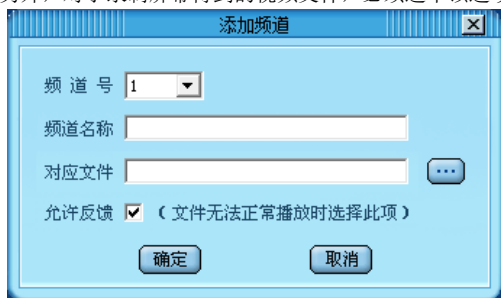 添加频道
频 道 号 1
频道名称
对应文件 ...
允许反馈 (文件无法正常播放时选择此项)
确定 取消